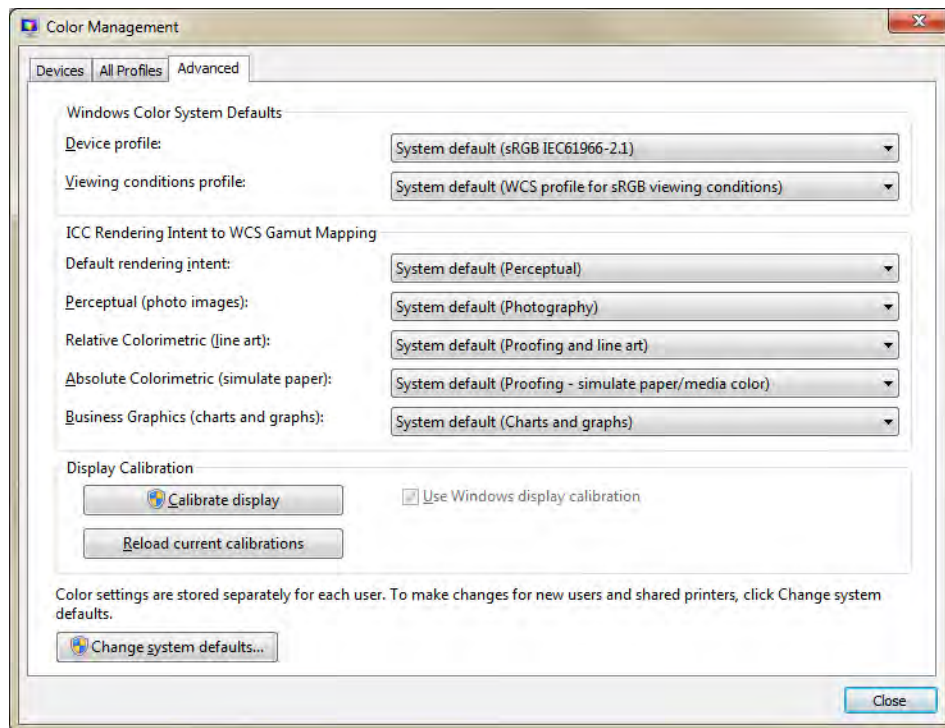 Color Management
Devices All Profiles Advanced
Windows Color System Defaults
Device profile: System default (sRGB IEC61966-2.1)
Viewing conditions profile: System default (WCS profile for sRGB viewing conditions)
ICC Rendering Intent to WCS Gamut Mapping
Default rendering intent: System default (Perceptual)
Perceptual (photo images): System default (Photography)
Relative Colorimetric (line art): System default (Proofing and line art)
Absolute Colorimetric (simulate paper): System default (Proofing - simulate paper/media color)
Business Graphics (charts and graphs): System default (Charts and graphs)
Display Calibration
Calibrate display Use Windows display calibration
Reload current calibrations
Color settings are stored separately for each user. To make changes for new users and shared printers, click Change system
defaults.
Change system defaults...
Close